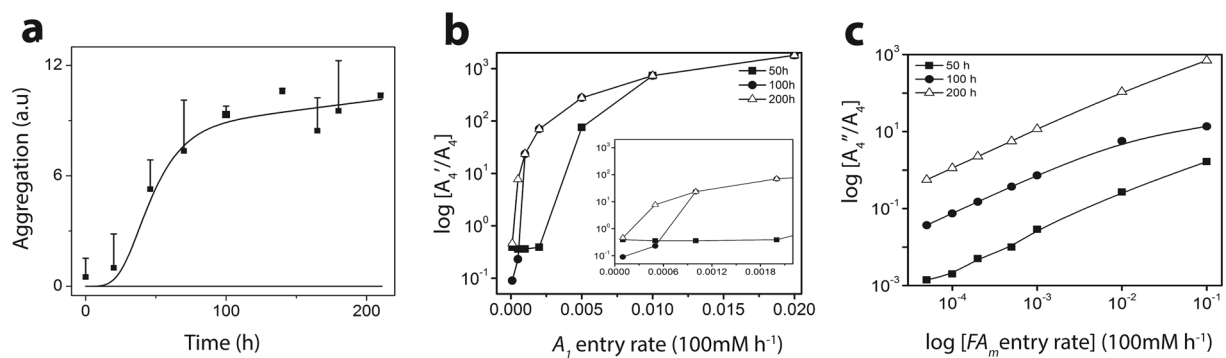 a
Aggregation (a.u)
12
6
0
0
100
200
Time (h)
b
log [A4′/A4]
10^3
10^2
10^1
10^0
10^-1
50h
100h
200h
10^3
10^2
10^1
10^0
10^-1
0.0000 0.0006 0.0012 0.0018
0.000 0.005 0.010 0.015 0.020
A1 entry rate (100mM h^-1)
c
log [A4″/A4]
10^3
10^1
10^-1
10^-3
50 h
100 h
200 h
10^-4 10^-3 10^-2 10^-1
log [FAm entry rate] (100mM h^-1)